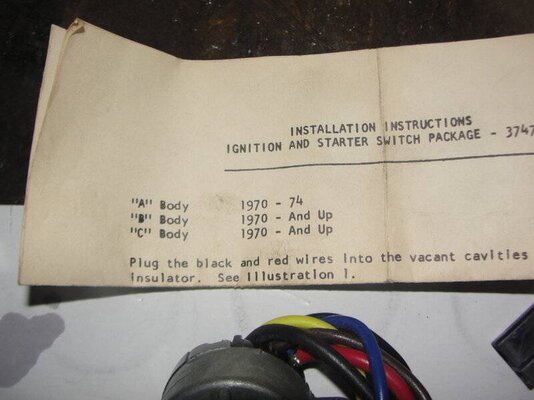 INSTALLATION INSTRUCTIONS
IGNITION AND STARTER SWITCH PACKAGE - 3747
"A" Body 1970 - 74
"B" Body 1970 - And Up
"C" Body 1970 - And Up
Plug the black and red wires into the vacant cavities
insulator. See Illustration 1.